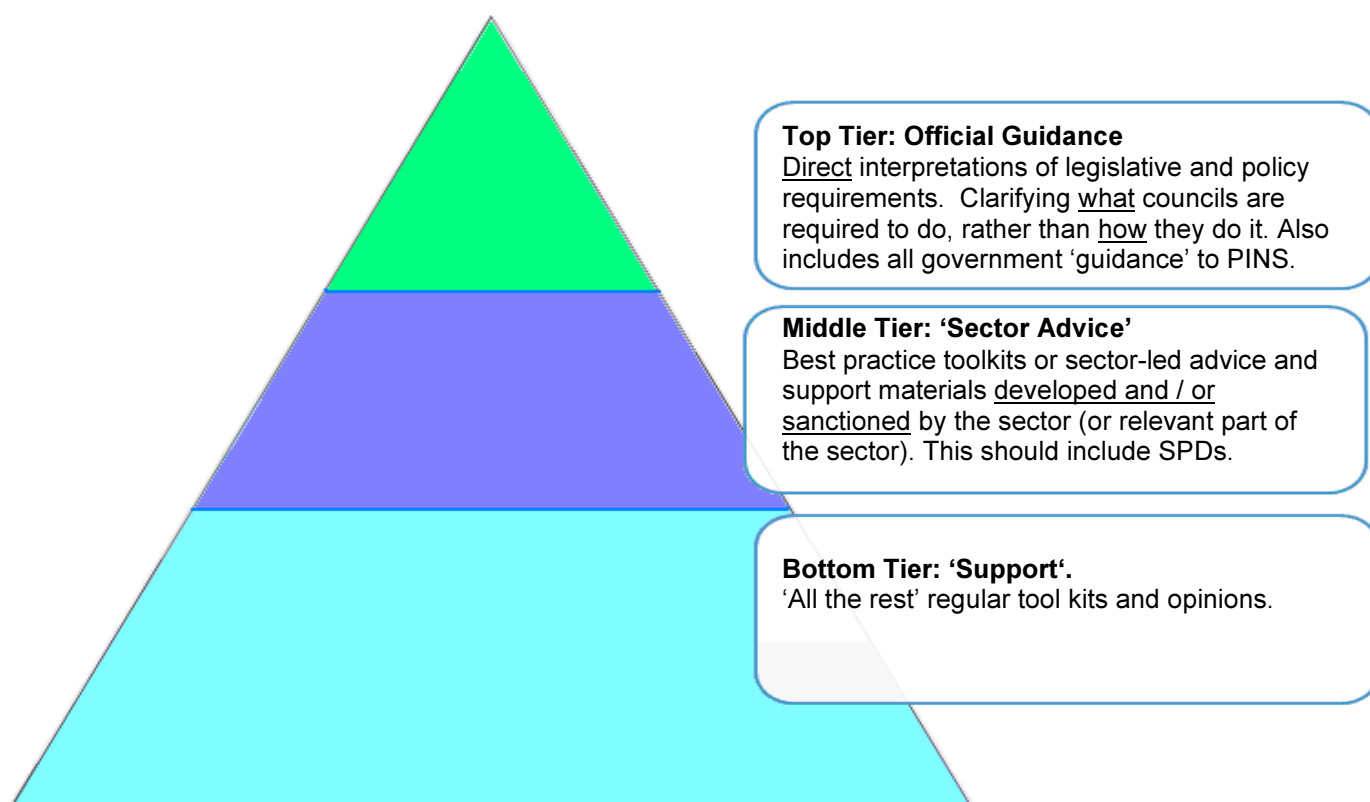 Top Tier: Official Guidance
Direct interpretations of legislative and policy
requirements.  Clarifying what councils are
required to do, rather than how they do it. Also
includes all government ‘guidance’ to PINS.
Middle Tier: ‘Sector Advice’
Best practice toolkits or sector-led advice and
support materials developed and / or
sanctioned by the sector (or relevant part of
the sector). This should include SPDs.
Bottom Tier: ‘Support‘.
‘All the rest’ regular tool kits and opinions.